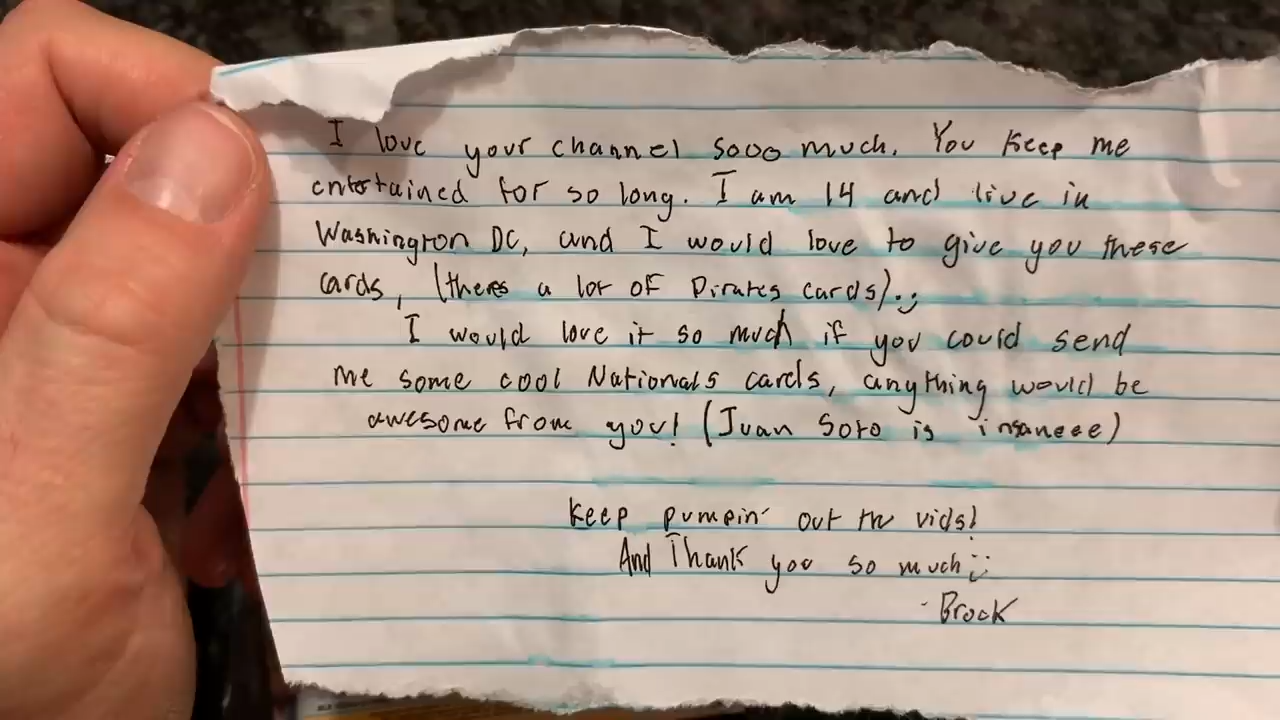 I love your channel sooo much. You keep me
entertained for so long. I am 14 and live in
Washington DC, and I would love to give you these
cards, (theres a lot of Pirates cards).:)
I would love it so much if you could send
me some cool Nationals cards, anything would be
awesome from you! (Juan Soto is insaneee)
Keep pumpin' out the vids!
And Thank you so much :)
- Brock